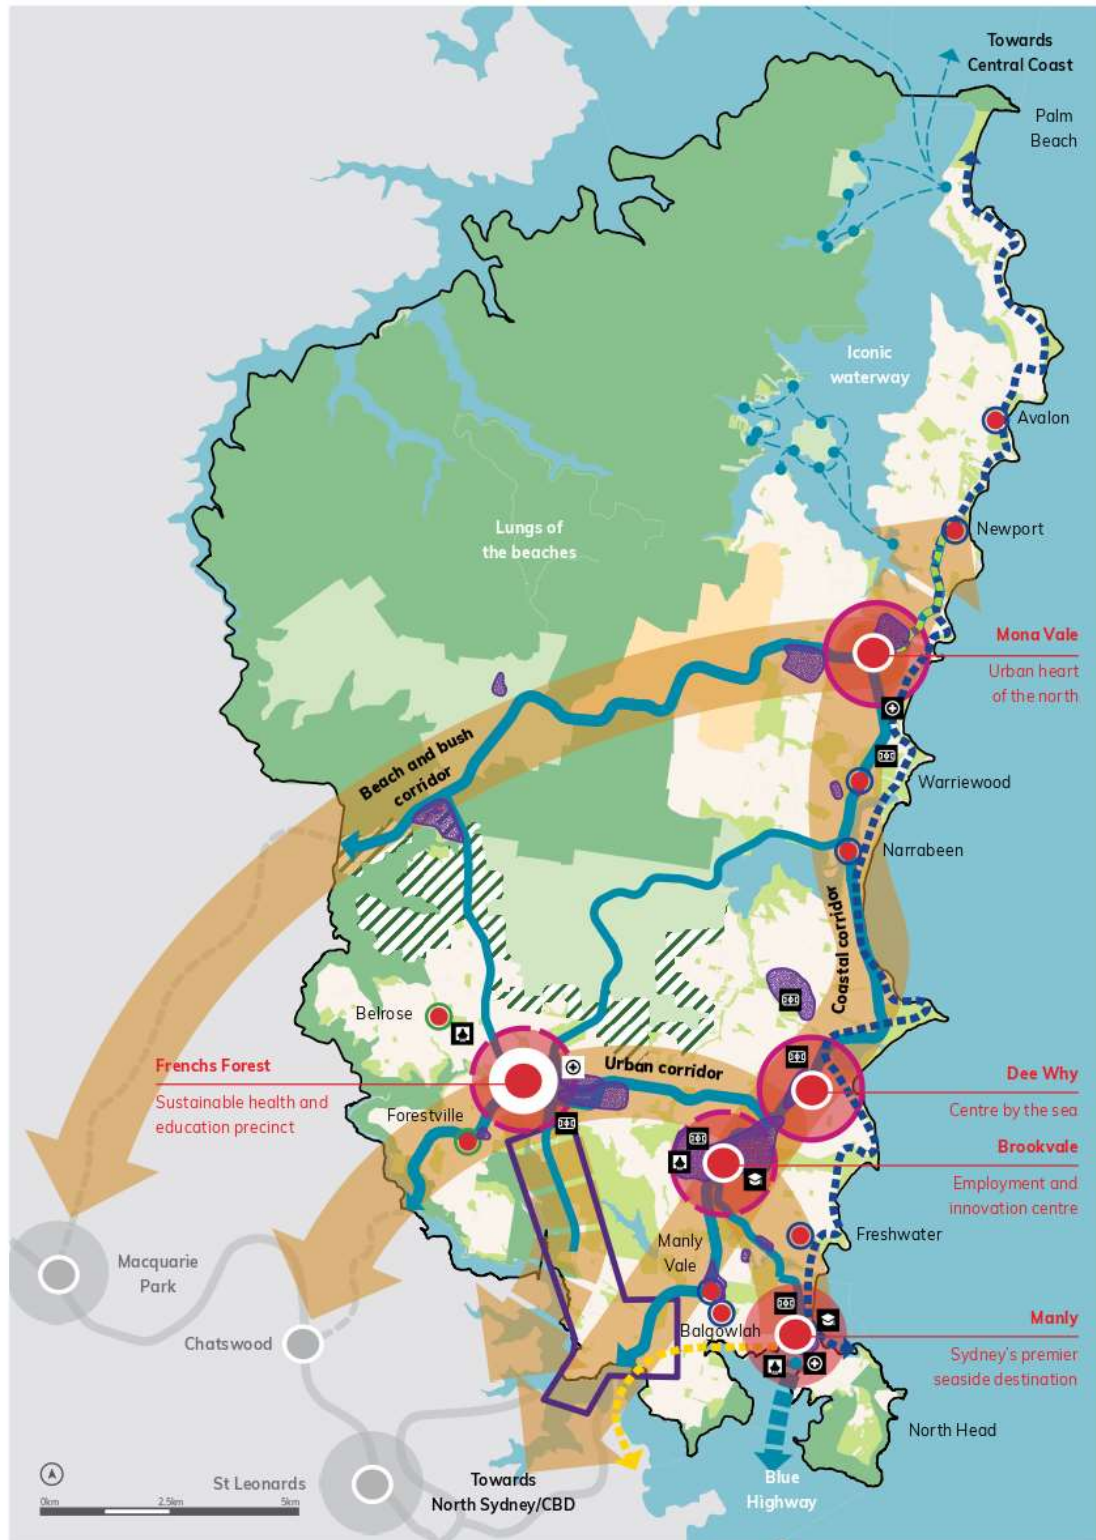 Towards
Central Coast
Palm
Beach
Iconic
waterway
Avalon
Newport
Lungs of
the beaches
Mona Vale
Urban heart
of the north
Beach and bush
corridor
Warriewood
Narrabeen
Coastal corridor
Belrose
Urban corridor
Frenchs Forest
Sustainable health and
education precinct
Forestville
Dee Why
Centre by the sea
Brookvale
Employment and
innovation centre
Freshwater
Manly
Vale
Macquarie
Park
Chatswood
Balgowlah
Manly
Sydney's premier
seaside destination
North Head
St Leonards
Towards
North Sydney/CBD
Blue
Highway
0km 2.5km 5km